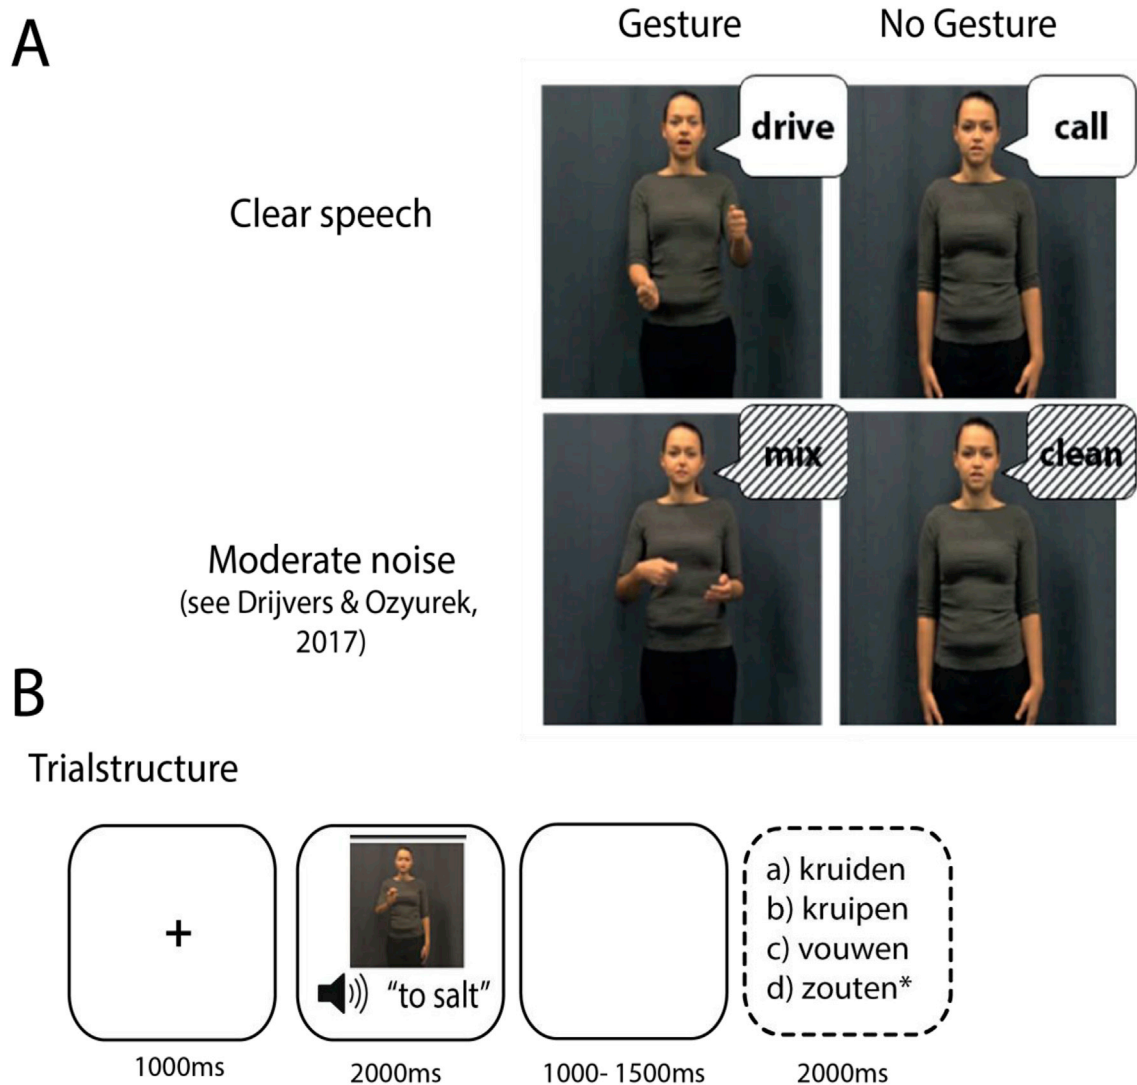 A
Gesture
No Gesture
drive
call
Clear speech
mix
clean
Moderate noise
(see Drijvers & Ozyurek,
2017)
B
Trialstructure
+
"to salt"
a) kruiden
b) kruipen
c) vouwen
d) zouten*
1000ms
2000ms
1000- 1500ms
2000ms